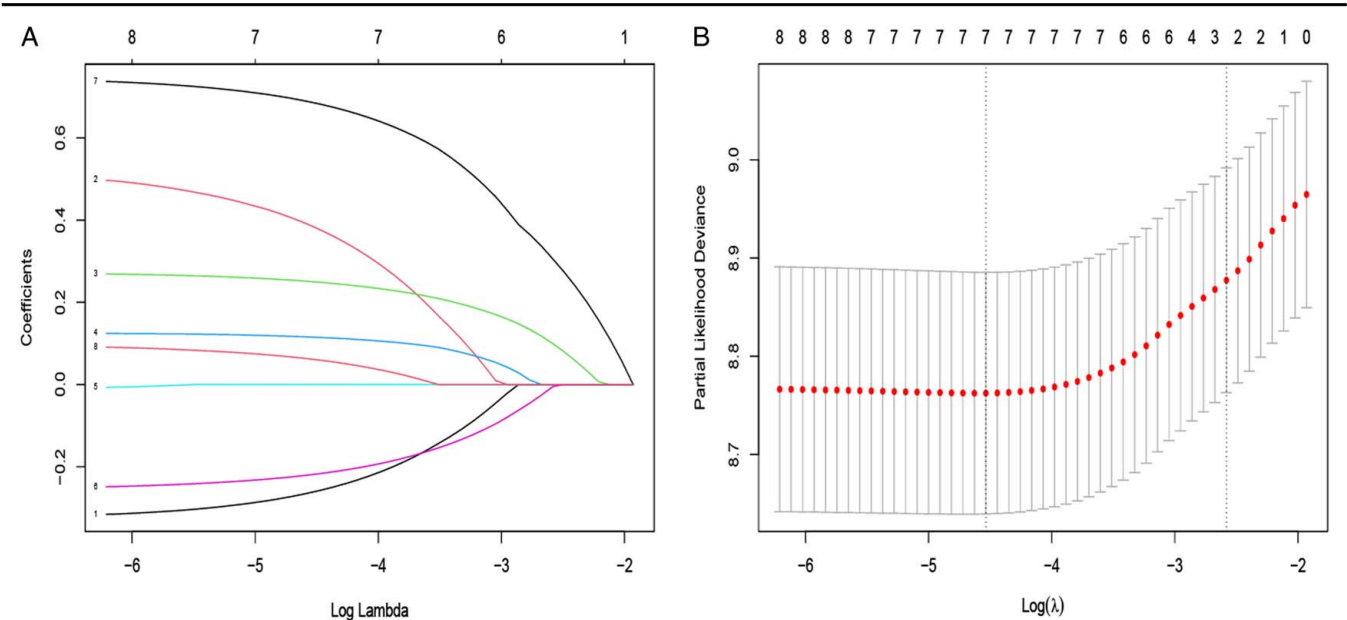 A
8 7 7 6 1
0.6
0.4
0.2
0.0
−0.2
Coefficients
7
2
3
4
8
5
6
1
−6 −5 −4 −3 −2
Log Lambda
B
8 8 8 8 7 7 7 7 7 7 7 7 7 7 7 6 6 6 4 3 2 2 1 0
9.0
8.9
8.8
8.7
Partial Likelihood Deviance
−6 −5 −4 −3 −2
Log(λ)